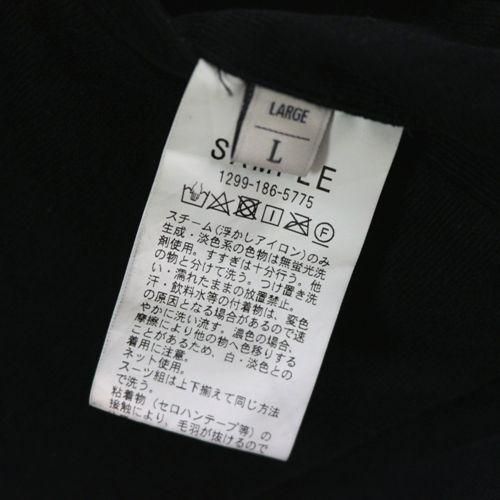 LARGE
L
SAMPLE
1299-186-5775
F
スチーム(浮かしアイロン)のみ
生成・淡色系の色物は無蛍光洗
剤使用。すすぎは十分行う。他
の物と分けて洗う。つけ置き洗
い・濡れたままの放置禁止。
汗・飲料水等の付着物は、変色
の原因となる場合があるので速
やかに洗い流す。濃色の場合、
摩擦により他の物へ色移りする
ことがあるため、白・淡色との
着用に注意。
ネット使用。
スーツ組は上下揃えて同じ方法
で洗う。
粘着物(セロハンテープ等)の
接触により、毛羽が抜けるので